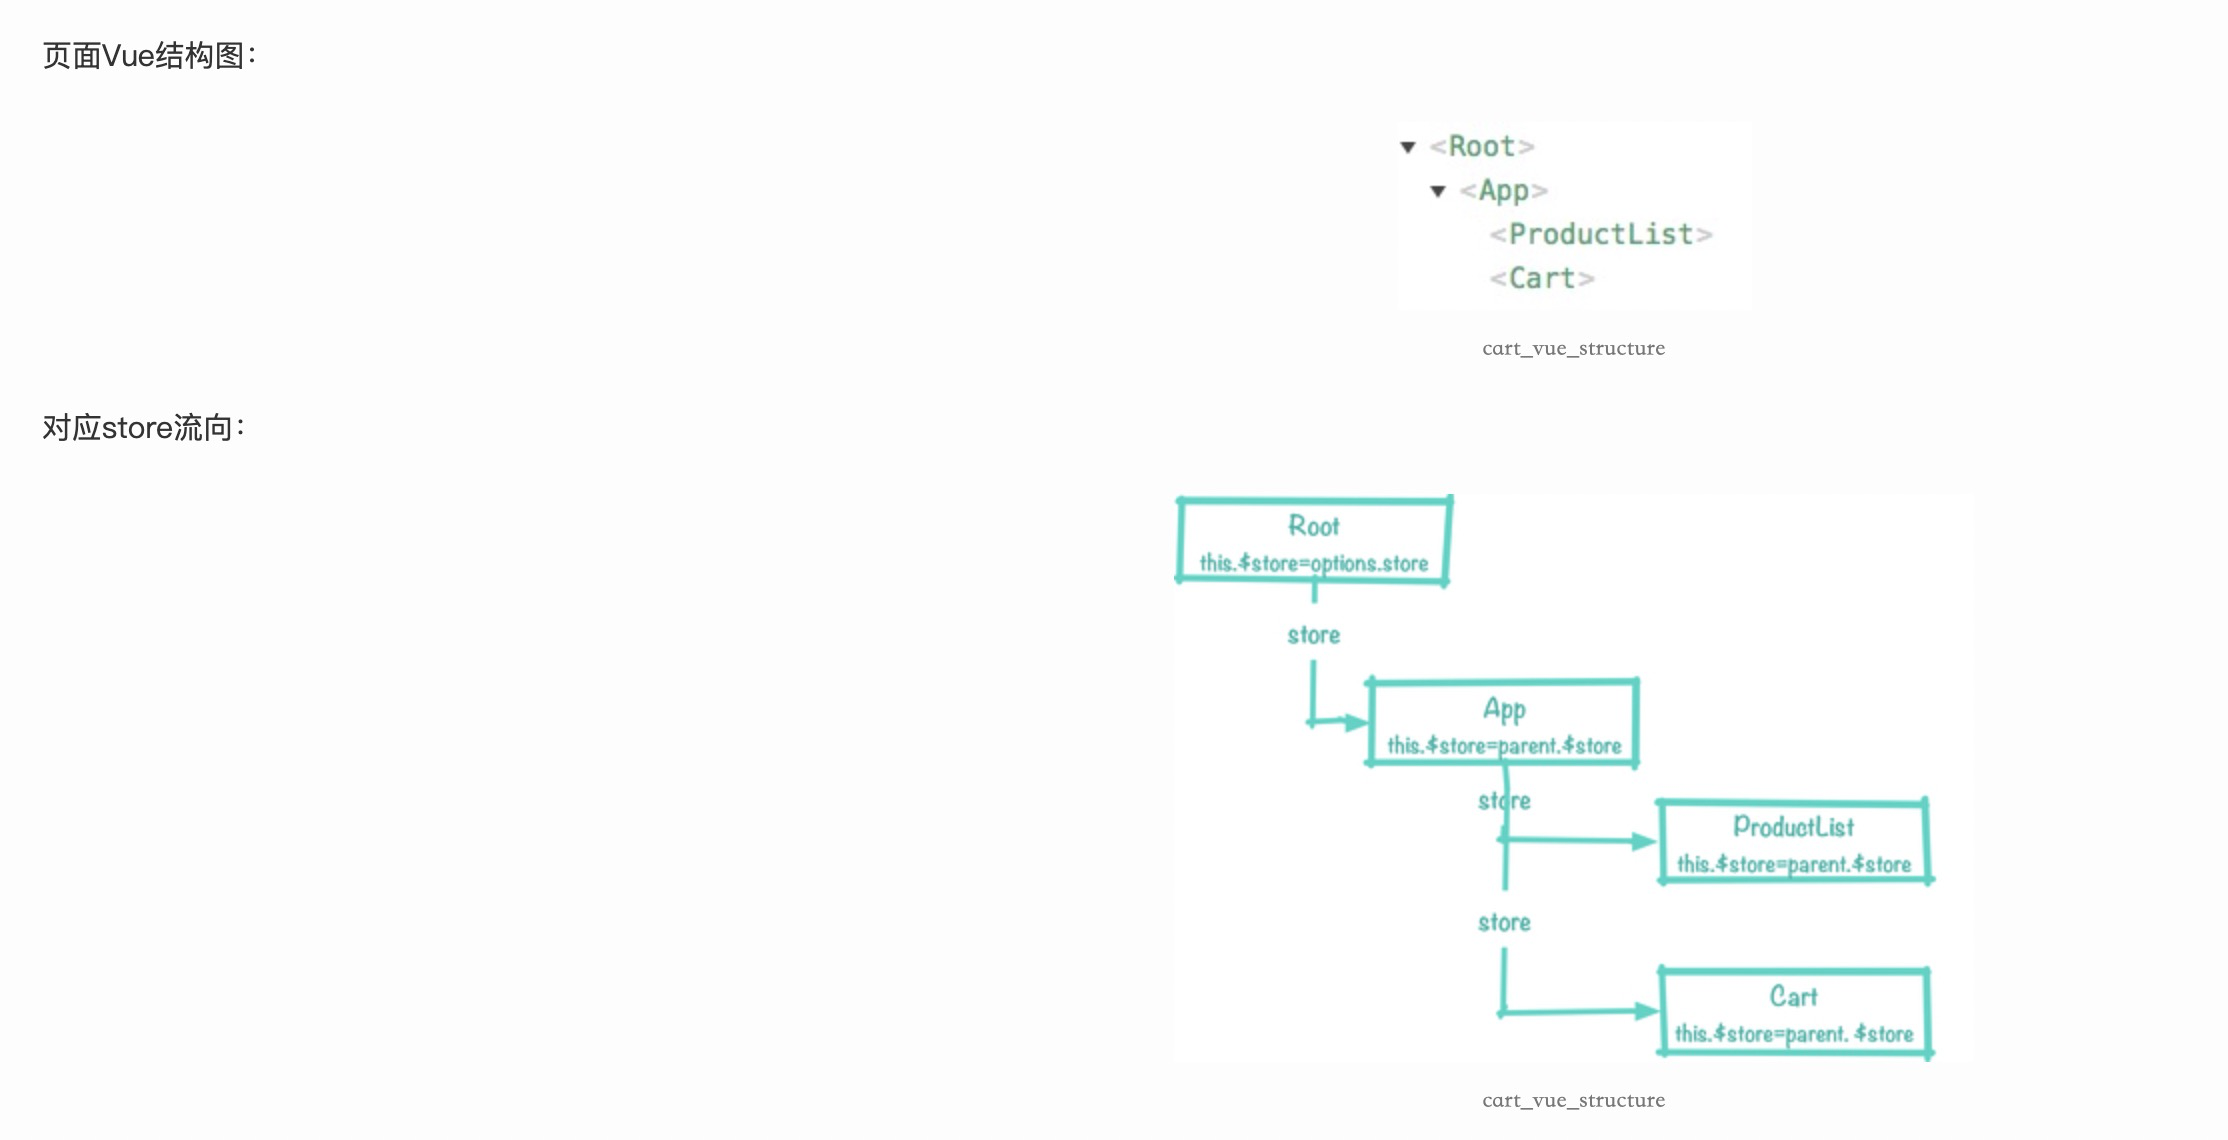 页面Vue结构图：
<Root>
<App>
<ProductList>
<Cart>
cart_vue_structure
对应store流向：
Root
this.$store=options.store
store
App
this.$store=parent.$store
store
ProductList
this.$store=parent.$store
store
Cart
this.$store=parent. $store
cart_vue_structure